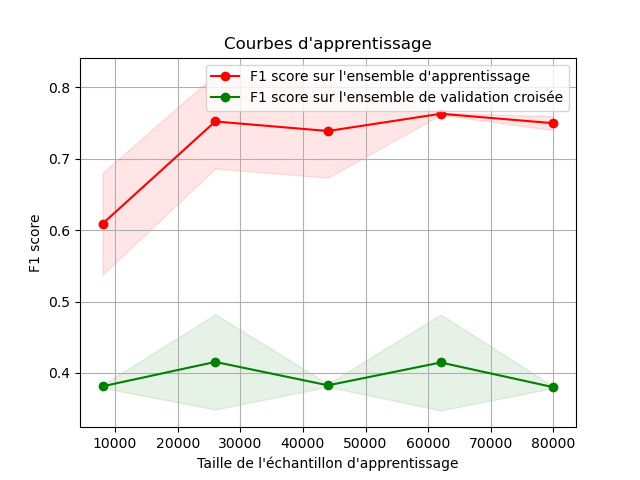 Courbes d'apprentissage
F1 score sur l'ensemble d'apprentissage
F1 score sur l'ensemble de validation croisée
0.8
0.7
0.6
0.5
0.4
F1 score
10000 20000 30000 40000 50000 60000 70000 80000
Taille de l'échantillon d'apprentissage